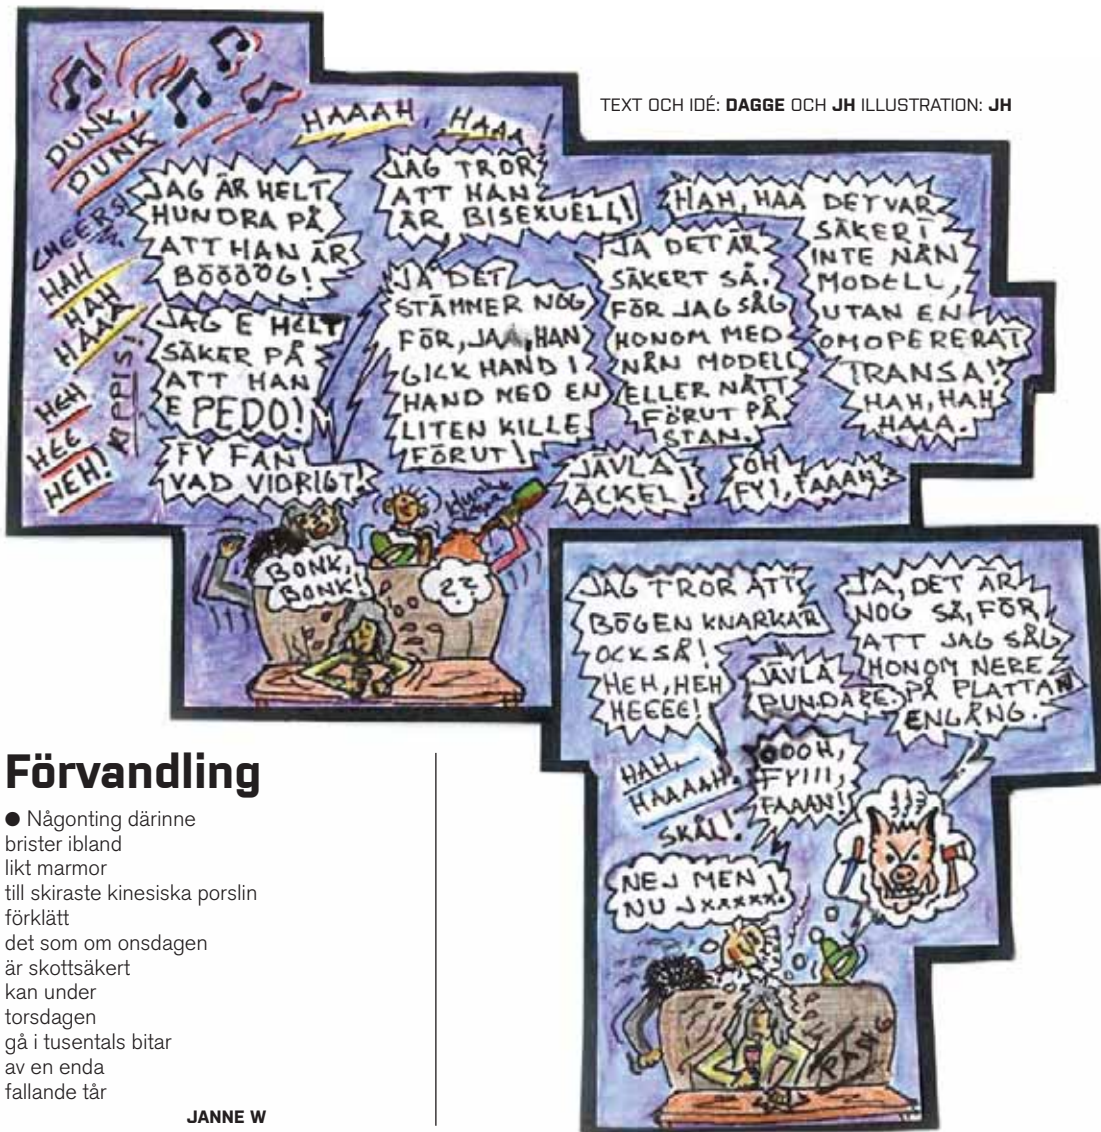 TEXT OCH IDÉ: DAGGE OCH JH ILLUSTRATION: JH
DUNK,
DUNK
CHEERS!
HAH
HAH
HAAA
HEH
HEE
HEH!
KIPPIS!
HAAAH, HAAA!
JAG ÄR HELT
HUNDRA PÅ
ATT HAN ÄR
BÖÖÖÖG!
JAG E HELT
SÄKER PÅ
ATT HAN
E PEDO!
FY FAN
VAD VIDRIGT!
JAG TROR
ATT HAN
ÄR BISEXUELL!
JA DET
STÄMMER NOG
FÖR, JAA, HAN
GICK HAND I
HAND MED EN
LITEN KILLE
FÖRUT!
JA DET ÄR
SÄKERT SÅ.
FÖR JAG SÅG
HONOM MED
NÅN MODELL
ELLER NÅTT
FÖRUT PÅ
STAN.
HAH, HAA DET VAR
SÄKERT
INTE NÅN
MODELL,
UTAN EN
OMOPERERAT
TRANSA!
HAH, HAH,
HAAA.
JÄVLA
ÄCKEL!
ÖH
FYI, FAAAN!
BONK,
BONK!
??
JAG TROR ATT
BÖGEN KNARKAR
OCKSÅ!
HEH, HEH
HEEEE!
JA, DET ÄR
NOG SÅ, FÖR
ATT JAG SÅG
HONOM NERE
PÅ PLATTAN
EN GÅNG.
JÄVLA
PUNDARE.
HAH,
HAAAAH.
SKÅL!
OOOH,
FYIII,
FAAAN!
NEJ MEN
NU JXXXXX.
Förvandling
● Någonting därinne
brister ibland
likt marmor
till skiraste kinesiska porslin
förklätt
det som om onsdagen
är skottsäkert
kan under
torsdagen
gå i tusentals bitar
av en enda
fallande tår
JANNE W